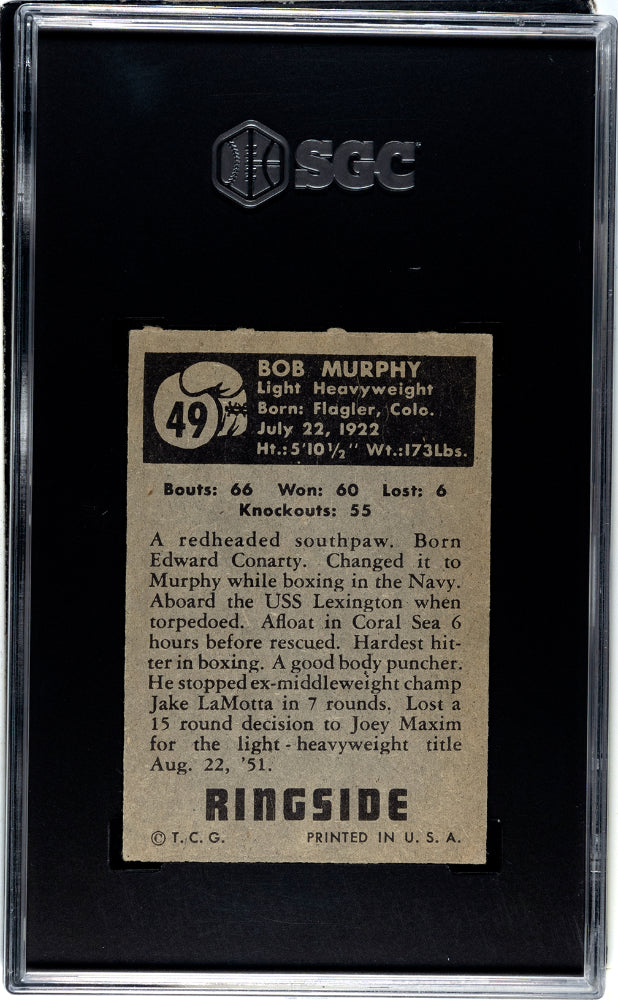 SGC
49
BOB MURPHY
Light Heavyweight
Born: Flagler, Colo.
July 22, 1922
Ht.:5'10½" Wt.:173Lbs.
Bouts: 66 Won: 60 Lost: 6
Knockouts: 55
A redheaded southpaw. Born
Edward Conarty. Changed it to
Murphy while boxing in the Navy.
Aboard the USS Lexington when
torpedoed. Afloat in Coral Sea 6
hours before rescued. Hardest hit-
ter in boxing. A good body puncher.
He stopped ex-middleweight champ
Jake LaMotta in 7 rounds. Lost a
15 round decision to Joey Maxim
for the light-heavyweight title
Aug. 22, '51.
RINGSIDE
© T. C. G. PRINTED IN U. S. A.